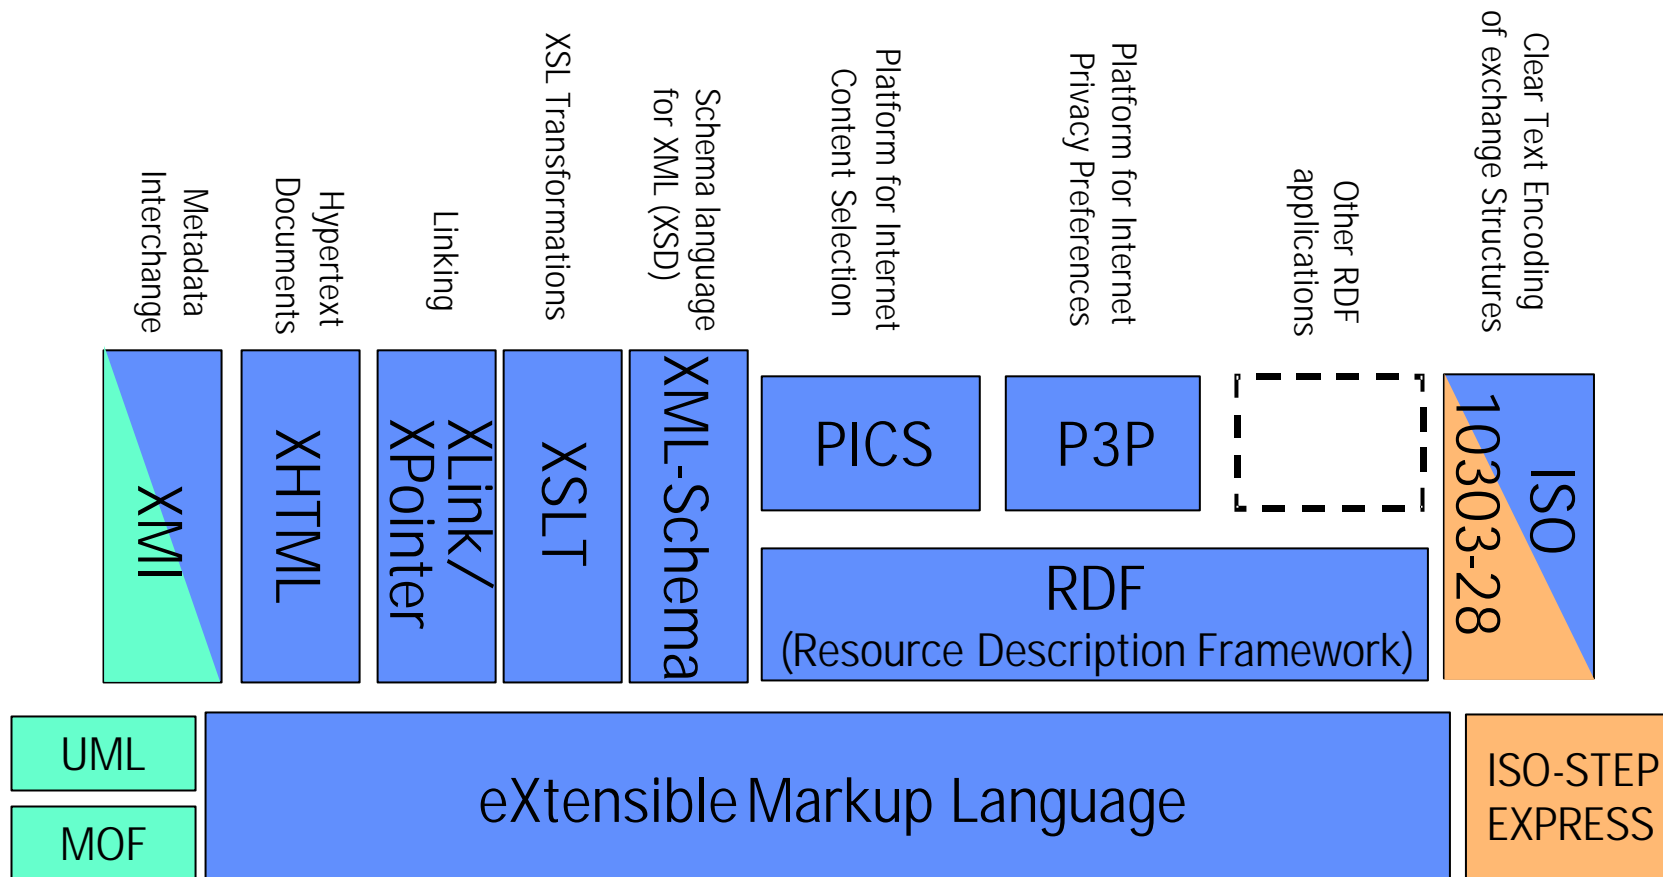 Metadata
Interchange
Hypertext
Documents
Linking
XSL Transformations
Schema language
for XML (XSD)
Platform for Internet
Content Selection
Platform for Internet
Privacy Preferences
Other RDF
applications
Clear Text Encoding
of exchange Structures
XMI
XHTML
XLink/
XPointer
XSLT
XML-Schema
PICS
P3P
RDF
(Resource Description Framework)
ISO
10303-28
UML
MOF
eXtensible Markup Language
ISO-STEP
EXPRESS